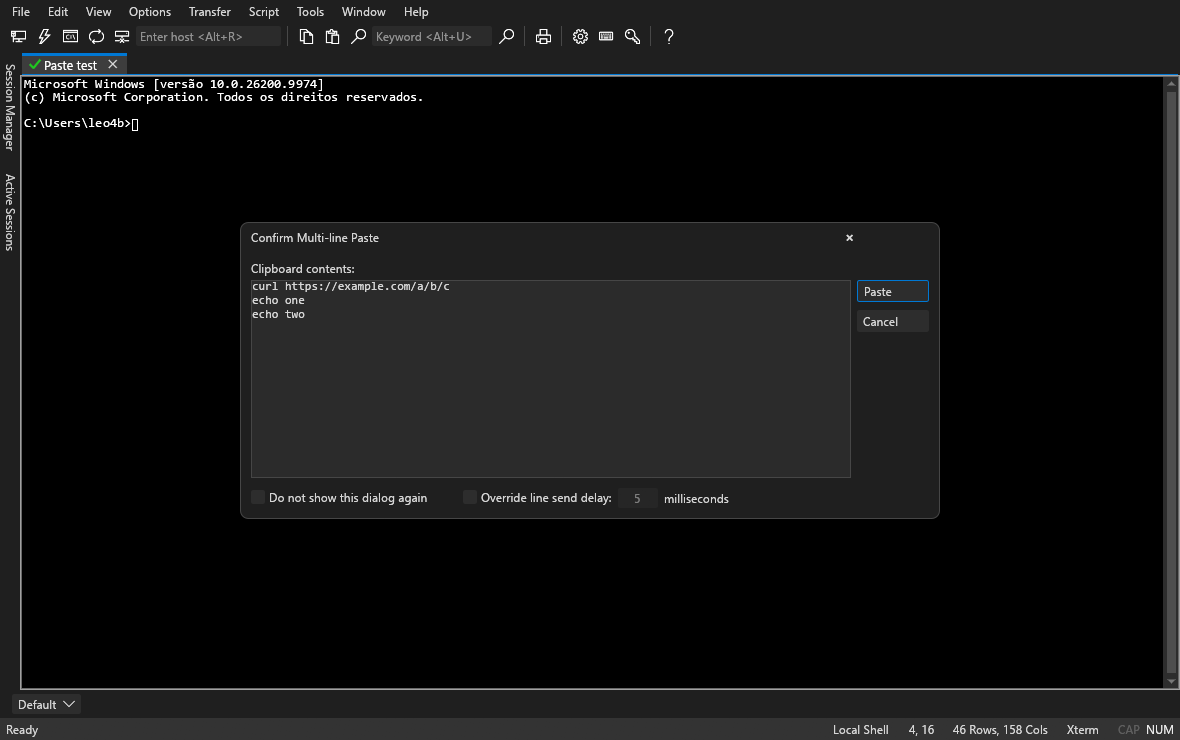 File Edit View Options Transfer Script Tools Window Help
Enter host <Alt+R> Keyword <Alt+U>
Paste test
Session Manager
Active Sessions
Microsoft Windows [versão 10.0.26200.9974]
(c) Microsoft Corporation. Todos os direitos reservados.
C:\Users\leo4b>
Confirm Multi-line Paste
Clipboard contents:
curl https://example.com/a/b/c
echo one
echo two
Paste
Cancel
Do not show this dialog again Override line send delay: 5 milliseconds
Default
Ready Local Shell 4, 16 46 Rows, 158 Cols Xterm CAP NUM